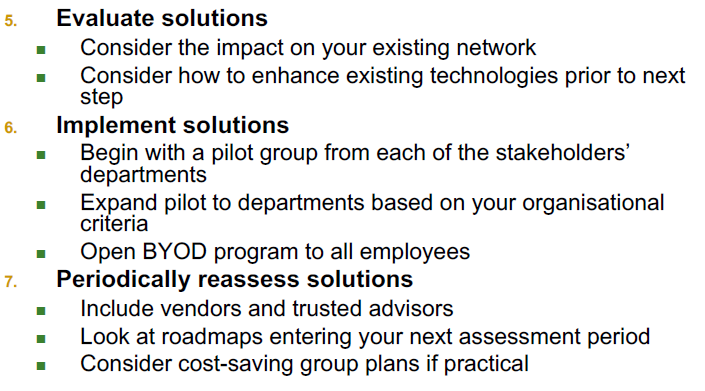 5. Evaluate solutions
Consider the impact on your existing network
Consider how to enhance existing technologies prior to next
step
6. Implement solutions
Begin with a pilot group from each of the stakeholders'
departments
Expand pilot to departments based on your organisational
criteria
Open BYOD program to all employees
7. Periodically reassess solutions
Include vendors and trusted advisors
Look at roadmaps entering your next assessment period
Consider cost-saving group plans if practical